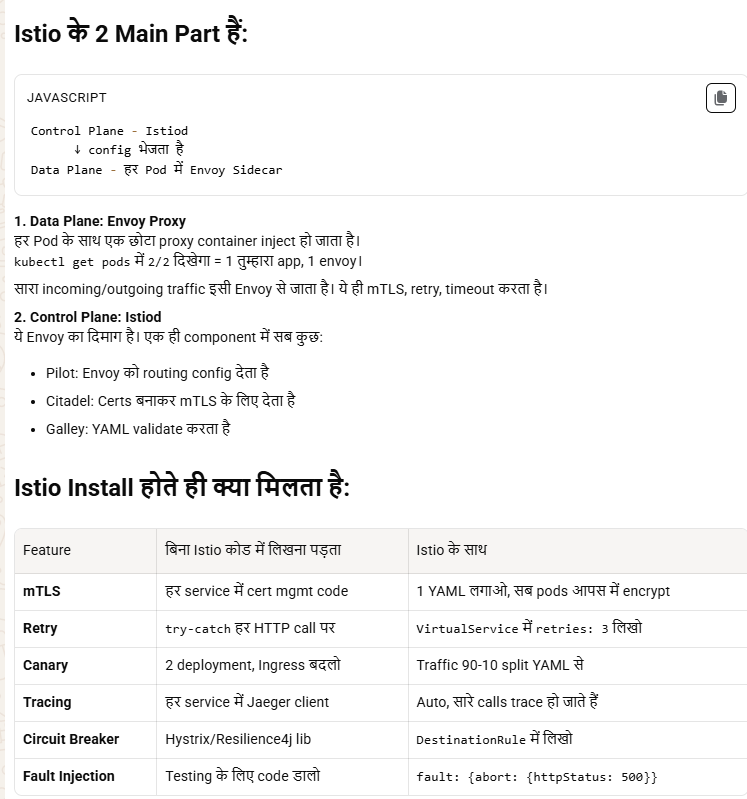 Istio के 2 Main Part हैं:
JAVASCRIPT
Control Plane - Istiod
↓ config भेजता है
Data Plane - हर Pod में Envoy Sidecar
1. Data Plane: Envoy Proxy
हर Pod के साथ एक छोटा proxy container inject हो जाता है।
kubectl get pods में 2/2 दिखेगा = 1 तुम्हारा app, 1 envoy।
सारा incoming/outgoing traffic इसी Envoy से जाता है। ये ही mTLS, retry, timeout करता है।
2. Control Plane: Istiod
ये Envoy का दिमाग है। एक ही component में सब कुछ:
• Pilot: Envoy को routing config देता है
• Citadel: Certs बनाकर mTLS के लिए देता है
• Galley: YAML validate करता है
Istio Install होते ही क्या मिलता है:
Feature बिना Istio कोड में लिखना पड़ता Istio के साथ
mTLS हर service में cert mgmt code 1 YAML लगाओ, सब pods आपस में encrypt
Retry try-catch हर HTTP call पर VirtualService में retries: 3 लिखो
Canary 2 deployment, Ingress बदलो Traffic 90-10 split YAML से
Tracing हर service में Jaeger client Auto, सारे calls trace हो जाते हैं
Circuit Breaker Hystrix/Resilience4j lib DestinationRule में लिखो
Fault Injection Testing के लिए code डालो fault: {abort: {httpStatus: 500}}